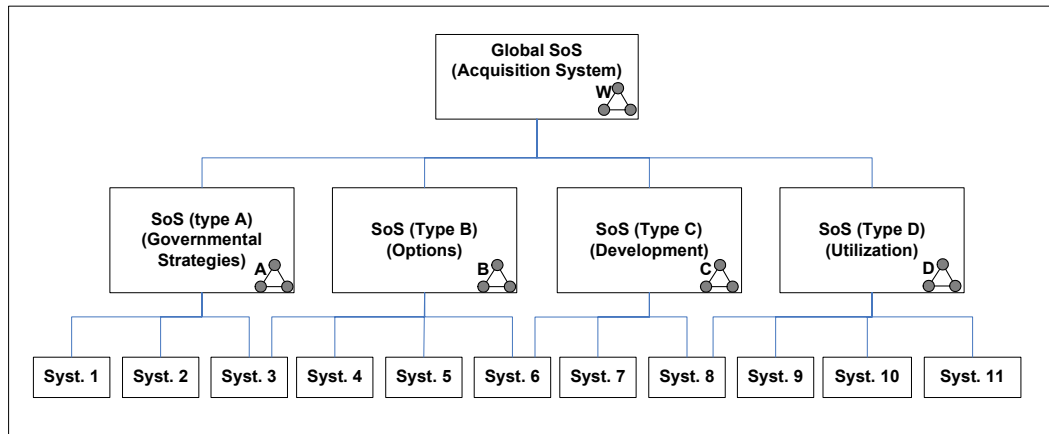 Global SoS
(Acquisition System)
W
SoS (type A)
(Governmental
Strategies)
A
SoS (Type B)
(Options)
B
SoS (Type C)
(Development)
C
SoS (Type D)
(Utilization)
D
Syst. 1
Syst. 2
Syst. 3
Syst. 4
Syst. 5
Syst. 6
Syst. 7
Syst. 8
Syst. 9
Syst. 10
Syst. 11